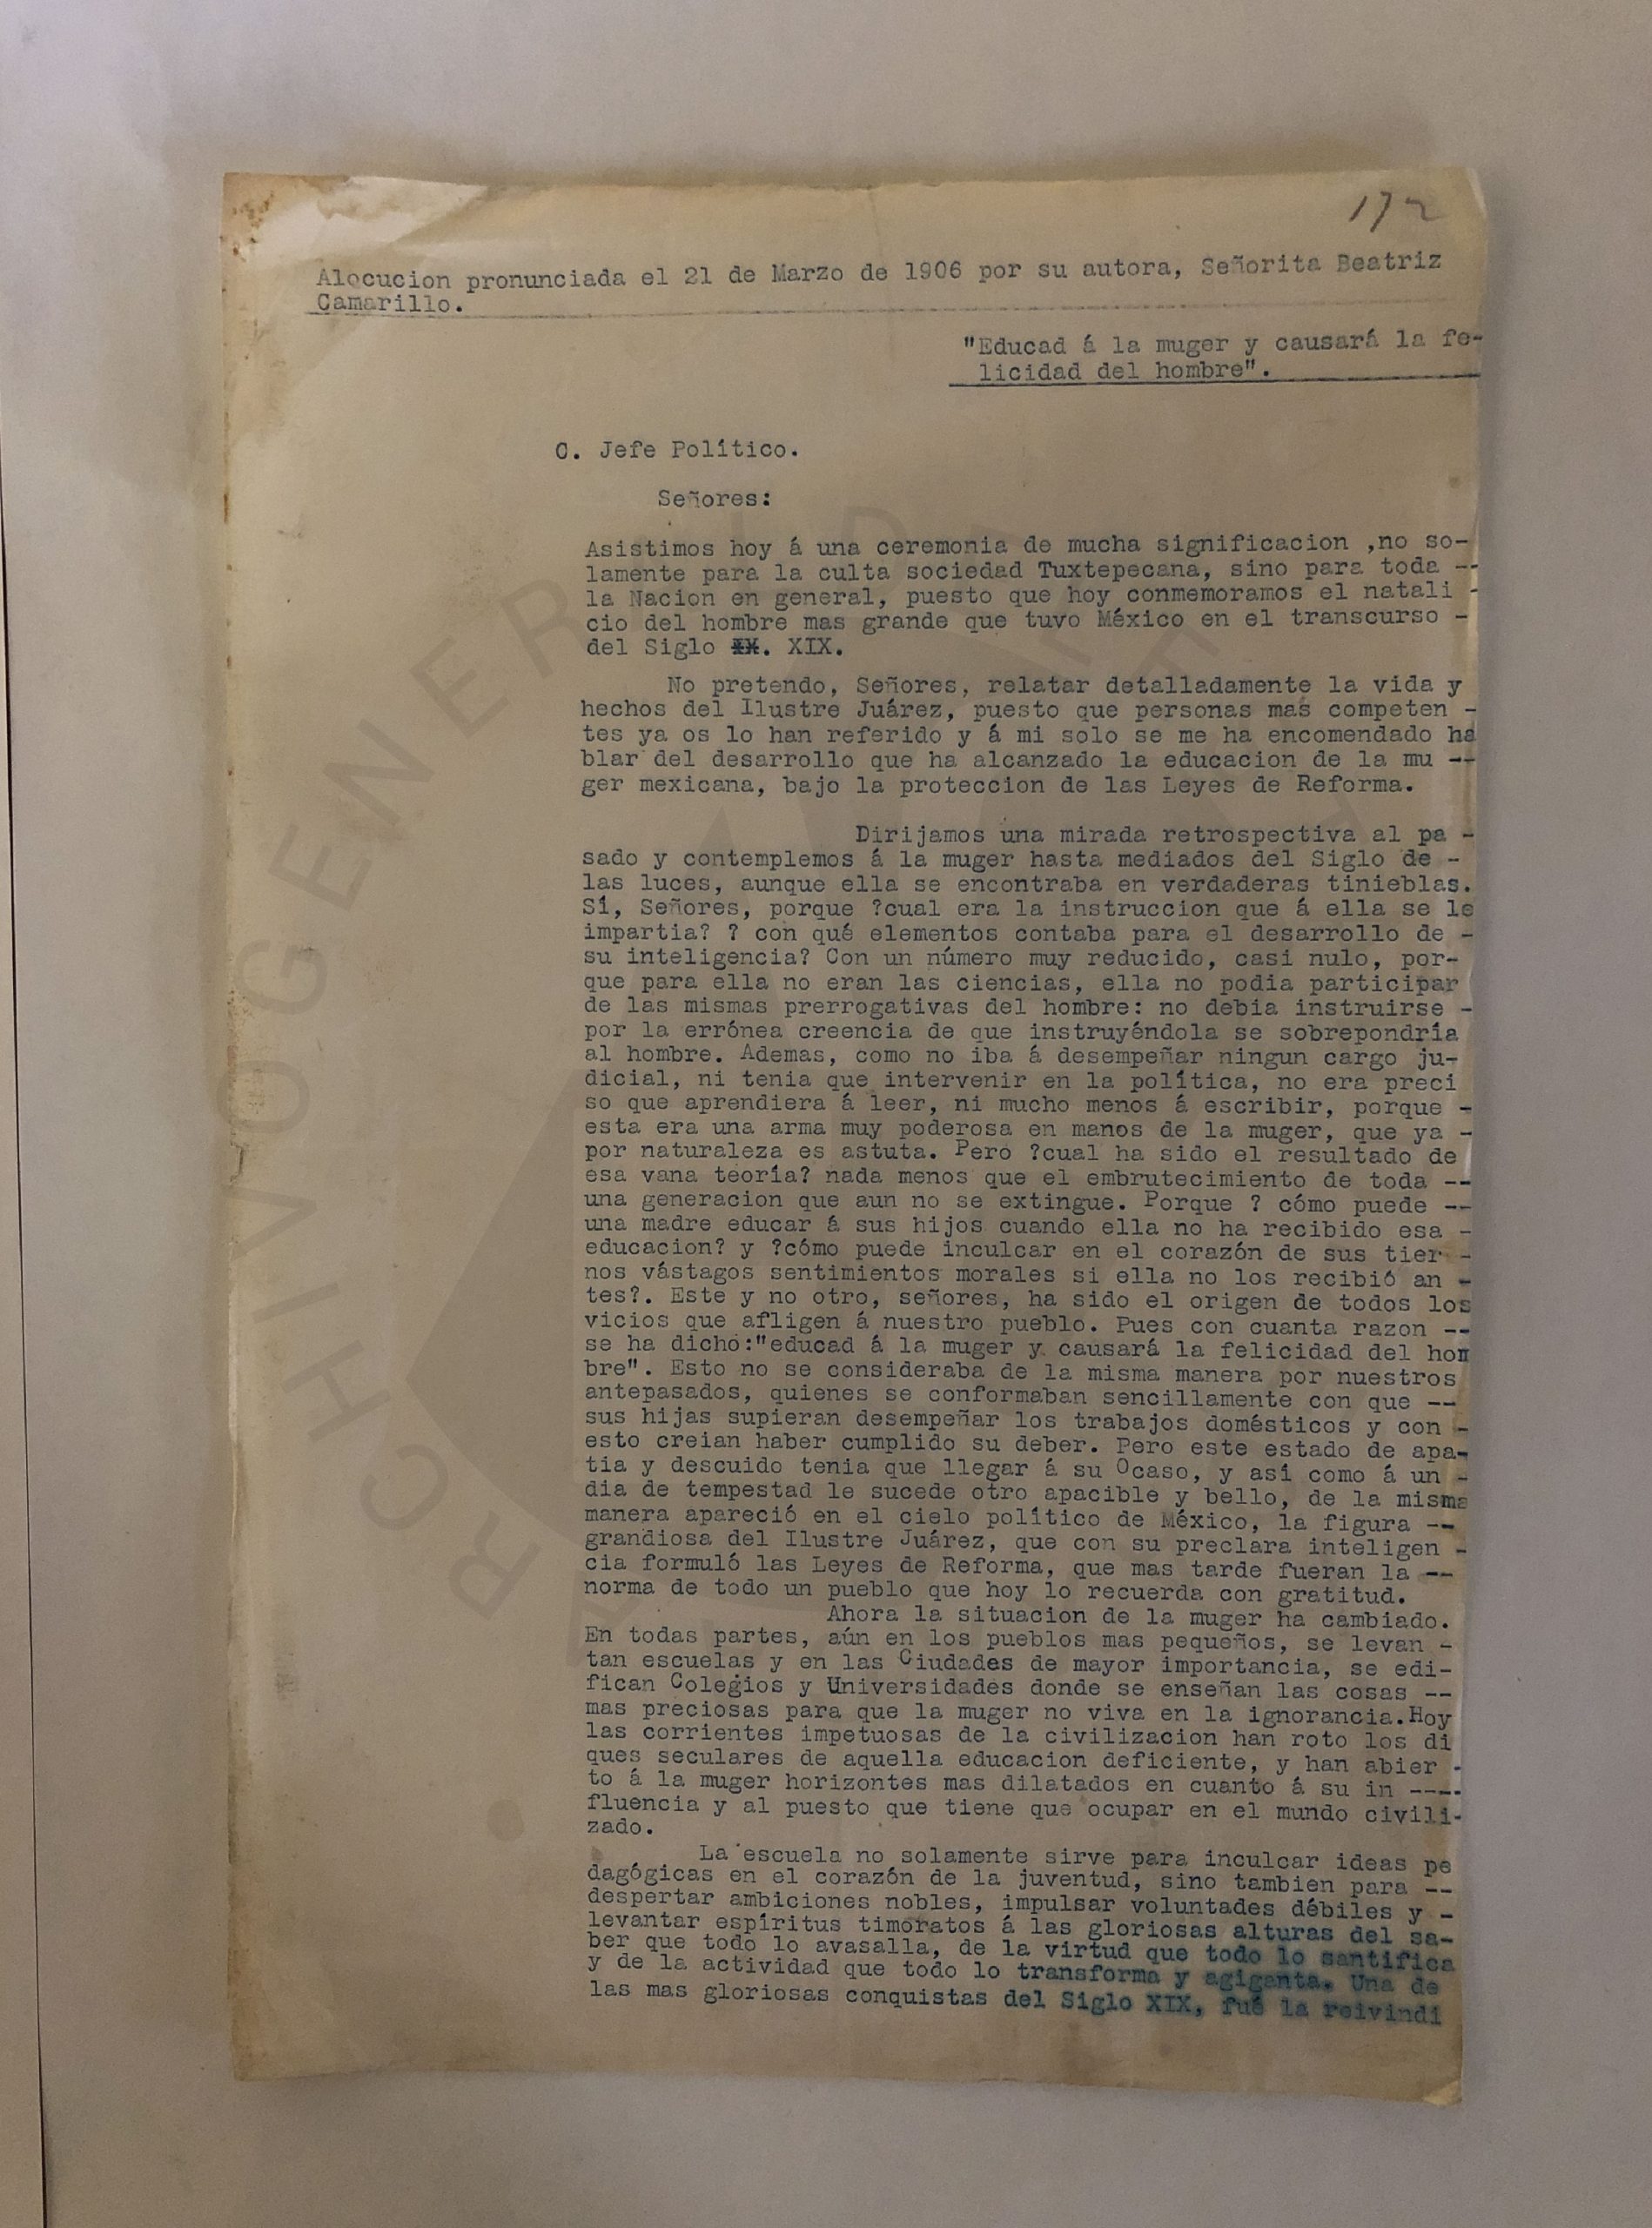 172
Alocucion pronunciada el 21 de Marzo de 1906 por su autora, Señorita Beatriz
Camarillo.
"Educad á la muger y causará la fe-
licidad del hombre".
C. Jefe Político.
Señores:
Asistimos hoy á una ceremonia de mucha significacion ,no so-
lamente para la culta sociedad Tuxtepecana, sino para toda --
la Nacion en general, puesto que hoy conmemoramos el natali -
cio del hombre mas grande que tuvo México en el transcurso -
del Siglo XX. XIX.
No pretendo, Señores, relatar detalladamente la vida y
hechos del Ilustre Juárez, puesto que personas mas competen -
tes ya os lo han referido y á mi solo se me ha encomendado ha
blar del desarrollo que ha alcanzado la educacion de la mu --
ger mexicana, bajo la proteccion de las Leyes de Reforma.
Dirijamos una mirada retrospectiva al pa -
sado y contemplemos á la muger hasta mediados del Siglo de -
las luces, aunque ella se encontraba en verdaderas tinieblas.
Sí, Señores, porque ?cual era la instruccion que á ella se le
impartia? ? con qué elementos contaba para el desarrollo de -
su inteligencia? Con un número muy reducido, casi nulo, por-
que para ella no eran las ciencias, ella no podia participar
de las mismas prerrogativas del hombre: no debia instruirse -
por la errónea creencia de que instruyéndola se sobrepondría
al hombre. Ademas, como no iba á desempeñar ningun cargo ju-
dicial, ni tenia que intervenir en la política, no era preci
so que aprendiera á leer, ni mucho menos á escribir, porque -
esta era una arma muy poderosa en manos de la muger, que ya -
por naturaleza es astuta. Pero ?cual ha sido el resultado de
esa vana teoría? nada menos que el embrutecimiento de toda --
una generacion que aun no se extingue. Porque ? cómo puede --
una madre educar á sus hijos cuando ella no ha recibido esa -
educacion? y ?cómo puede inculcar en el corazón de sus tier -
nos vástagos sentimientos morales si ella no los recibió an -
tes?. Este y no otro, señores, ha sido el origen de todos los
vicios que afligen á nuestro pueblo. Pues con cuanta razon --
se ha dicho:"educad á la muger y causará la felicidad del hom
bre". Esto no se consideraba de la misma manera por nuestros
antepasados, quienes se conformaban sencillamente con que --
sus hijas supieran desempeñar los trabajos domésticos y con -
esto creian haber cumplido su deber. Pero este estado de apa-
tia y descuido tenia que llegar á su Ocaso, y así como á un -
dia de tempestad le sucede otro apacible y bello, de la misma
manera apareció en el cielo político de México, la figura --
grandiosa del Ilustre Juárez, que con su preclara inteligen -
cia formuló las Leyes de Reforma, que mas tarde fueran la --
norma de todo un pueblo que hoy lo recuerda con gratitud.
Ahora la situacion de la muger ha cambiado.
En todas partes, aún en los pueblos mas pequeños, se levan -
tan escuelas y en las Ciudades de mayor importancia, se edi-
fican Colegios y Universidades donde se enseñan las cosas --
mas preciosas para que la muger no viva en la ignorancia.Hoy
las corrientes impetuosas de la civilizacion han roto los di
ques seculares de aquella educacion deficiente, y han abier -
to á la muger horizontes mas dilatados en cuanto á su in ----
fluencia y al puesto que tiene que ocupar en el mundo civili-
zado.
La escuela no solamente sirve para inculcar ideas pe
dagógicas en el corazón de la juventud, sino tambien para --
despertar ambiciones nobles, impulsar voluntades débiles y -
levantar espíritus timoratos á las gloriosas alturas del sa-
ber que todo lo avasalla, de la virtud que todo lo santifica
y de la actividad que todo lo transforma y agiganta. Una de
las mas gloriosas conquistas del Siglo XIX, fué la reivindi